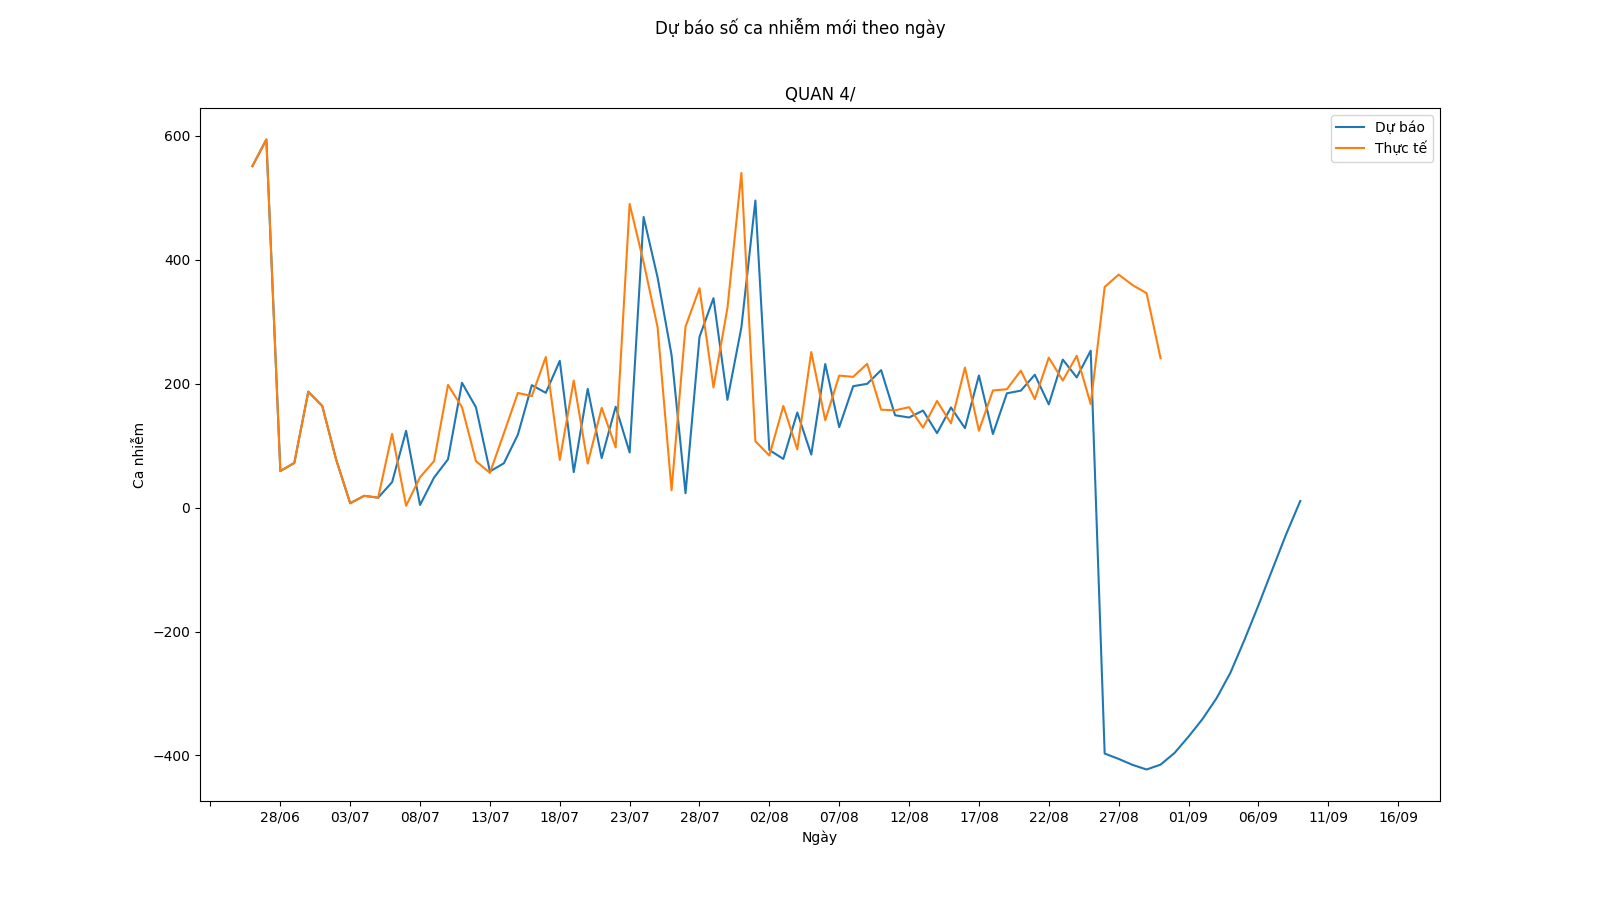 Dự báo số ca nhiễm mới theo ngày
QUAN 4/
Dự báo
Thực tế
600
400
200
0
−200
−400
Ca nhiễm
28/06 03/07 08/07 13/07 18/07 23/07 28/07 02/08 07/08 12/08 17/08 22/08 27/08 01/09 06/09 11/09 16/09
Ngày